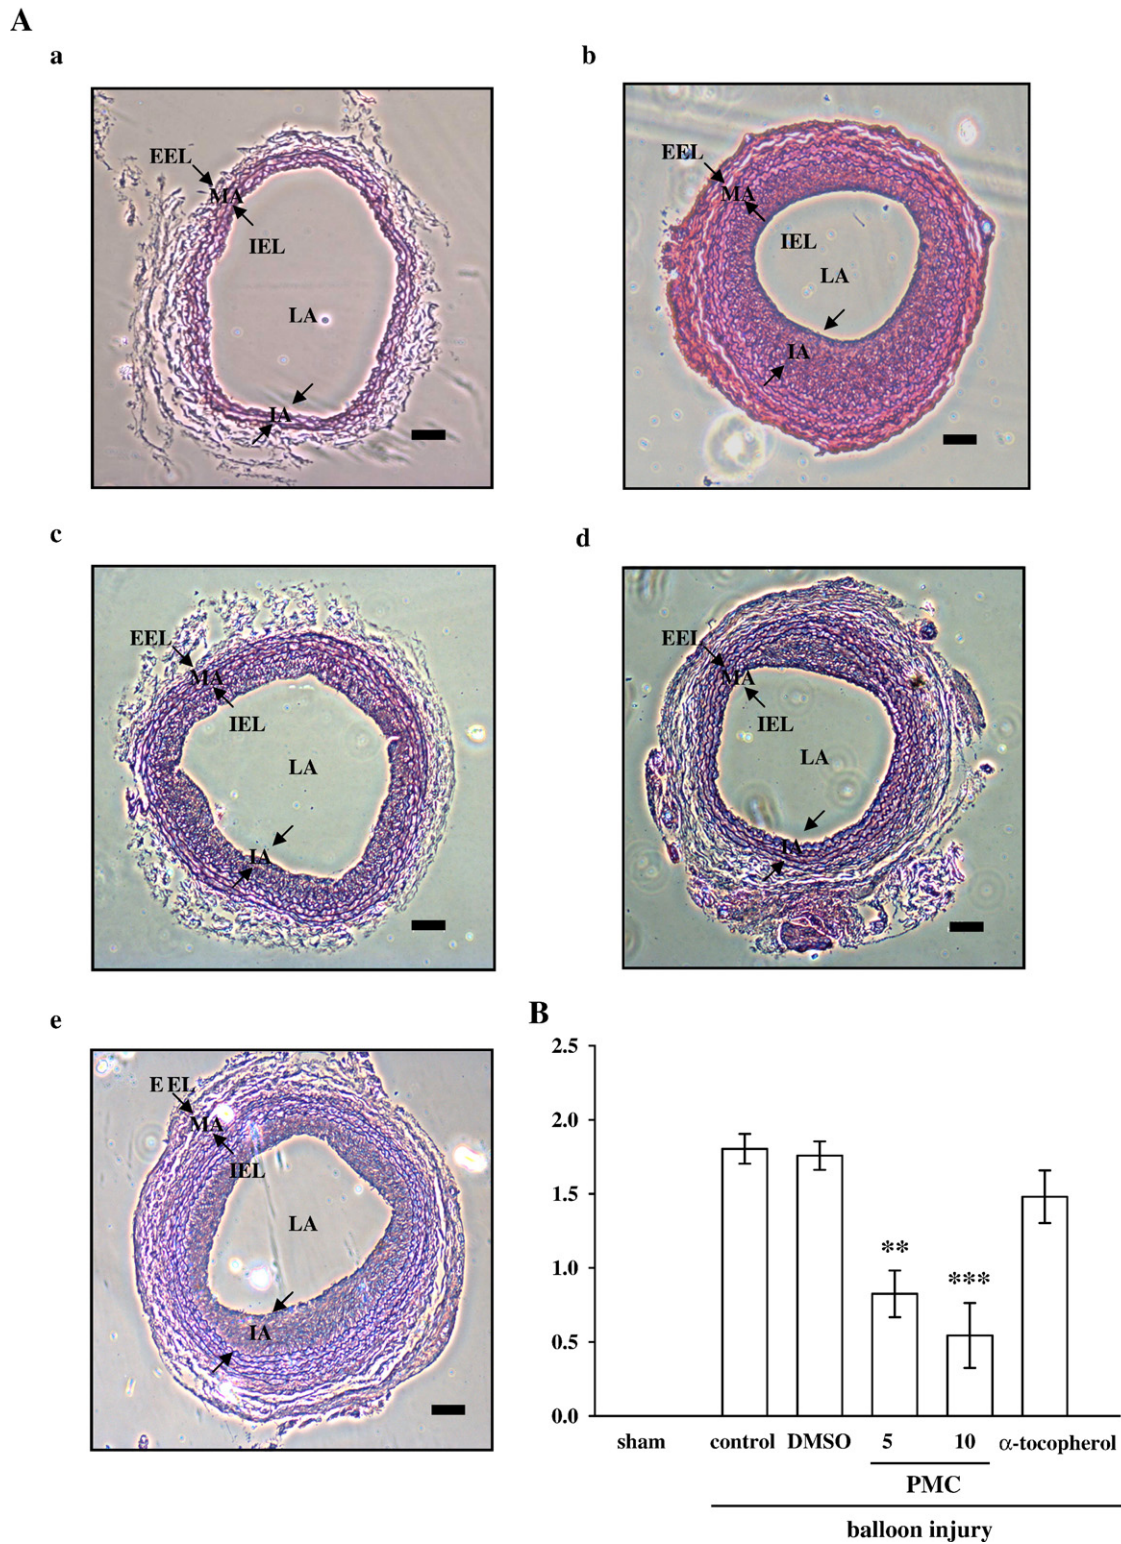 A
a
b
EEL
MA
IEL
LA
IA
EEL
MA
IEL
LA
IA
c
d
EEL
MA
IEL
LA
IA
EEL
MA
IEL
LA
IA
e
E EL
MA
IEL
LA
IA
B
2.5
2.0
1.5
1.0
0.5
0.0
**
***
sham control DMSO 5 10 α-tocopherol
PMC
balloon injury